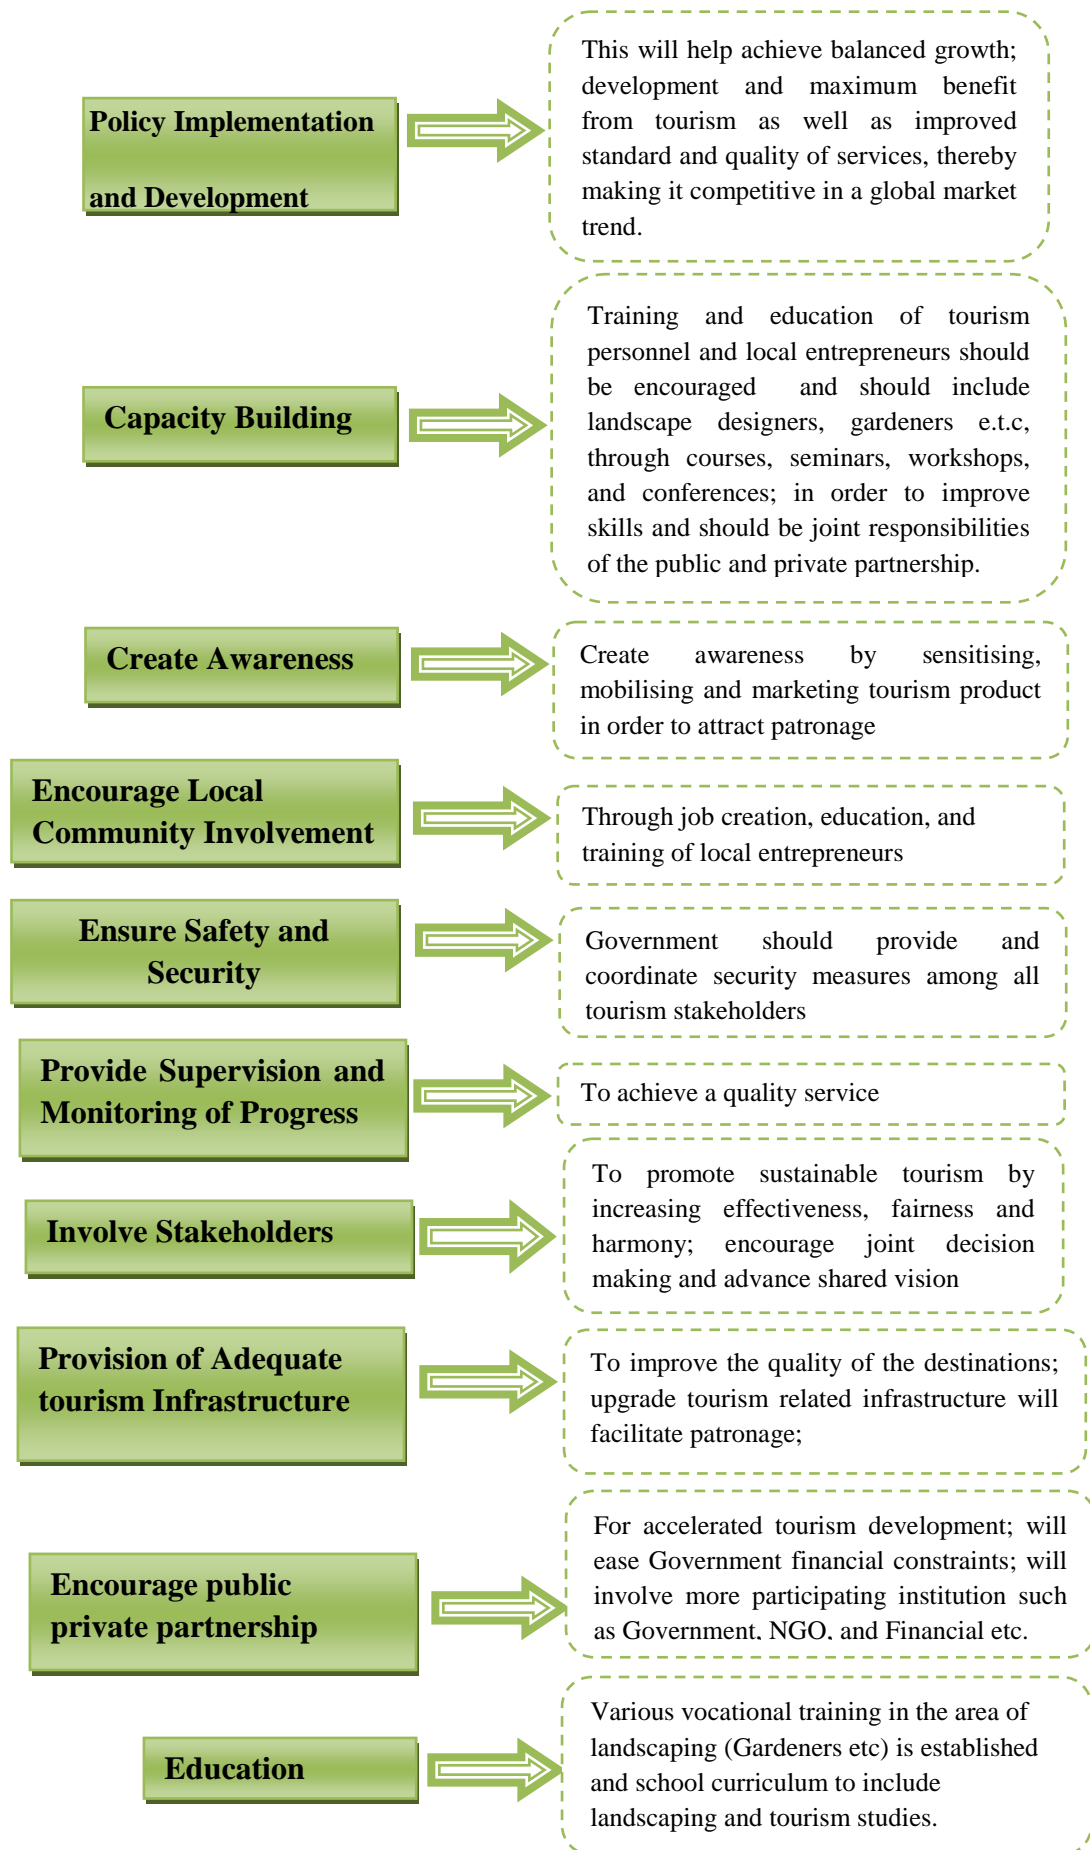 Policy Implementation
and Development
This will help achieve balanced growth;
development and maximum benefit
from tourism as well as improved
standard and quality of services, thereby
making it competitive in a global market
trend.
Capacity Building
Training and education of tourism
personnel and local entrepreneurs should
be encouraged and should include
landscape designers, gardeners e.t.c,
through courses, seminars, workshops,
and conferences; in order to improve
skills and should be joint responsibilities
of the public and private partnership.
Create Awareness
Create awareness by sensitising,
mobilising and marketing tourism product
in order to attract patronage
Encourage Local
Community Involvement
Through job creation, education, and
training of local entrepreneurs
Ensure Safety and
Security
Government should provide and
coordinate security measures among all
tourism stakeholders
Provide Supervision and
Monitoring of Progress
To achieve a quality service
Involve Stakeholders
To promote sustainable tourism by
increasing effectiveness, fairness and
harmony; encourage joint decision
making and advance shared vision
Provision of Adequate
tourism Infrastructure
To improve the quality of the destinations;
upgrade tourism related infrastructure will
facilitate patronage;
Encourage public
private partnership
For accelerated tourism development; will
ease Government financial constraints; will
involve more participating institution such
as Government, NGO, and Financial etc.
Education
Various vocational training in the area of
landscaping (Gardeners etc) is established
and school curriculum to include
landscaping and tourism studies.